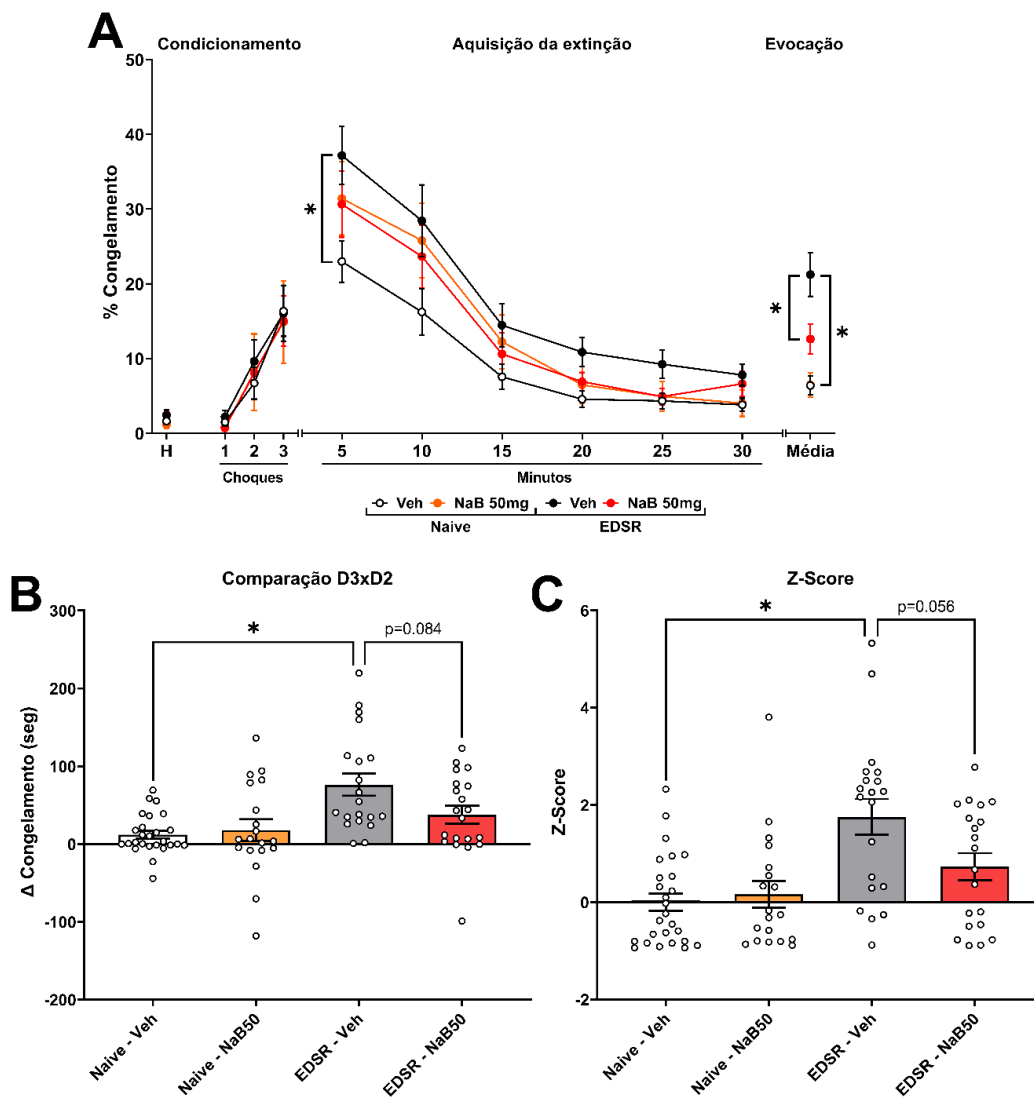 A
Condicionamento Aquisição da extinção Evocação
% Congelamento
50
40
30
20
10
0
*
*
*
H 1 2 3 5 10 15 20 25 30 Média
Choques Minutos
Veh NaB 50mg Veh NaB 50mg
Naive EDSR
B
Comparação D3xD2
Δ Congelamento (seg)
300
200
100
0
-100
-200
*
p=0.084
Naive - Veh
Naive - NaB50
EDSR - Veh
EDSR - NaB50
C
Z-Score
Z-Score
6
4
2
0
-2
*
p=0.056
Naive - Veh
Naive - NaB50
EDSR - Veh
EDSR - NaB50